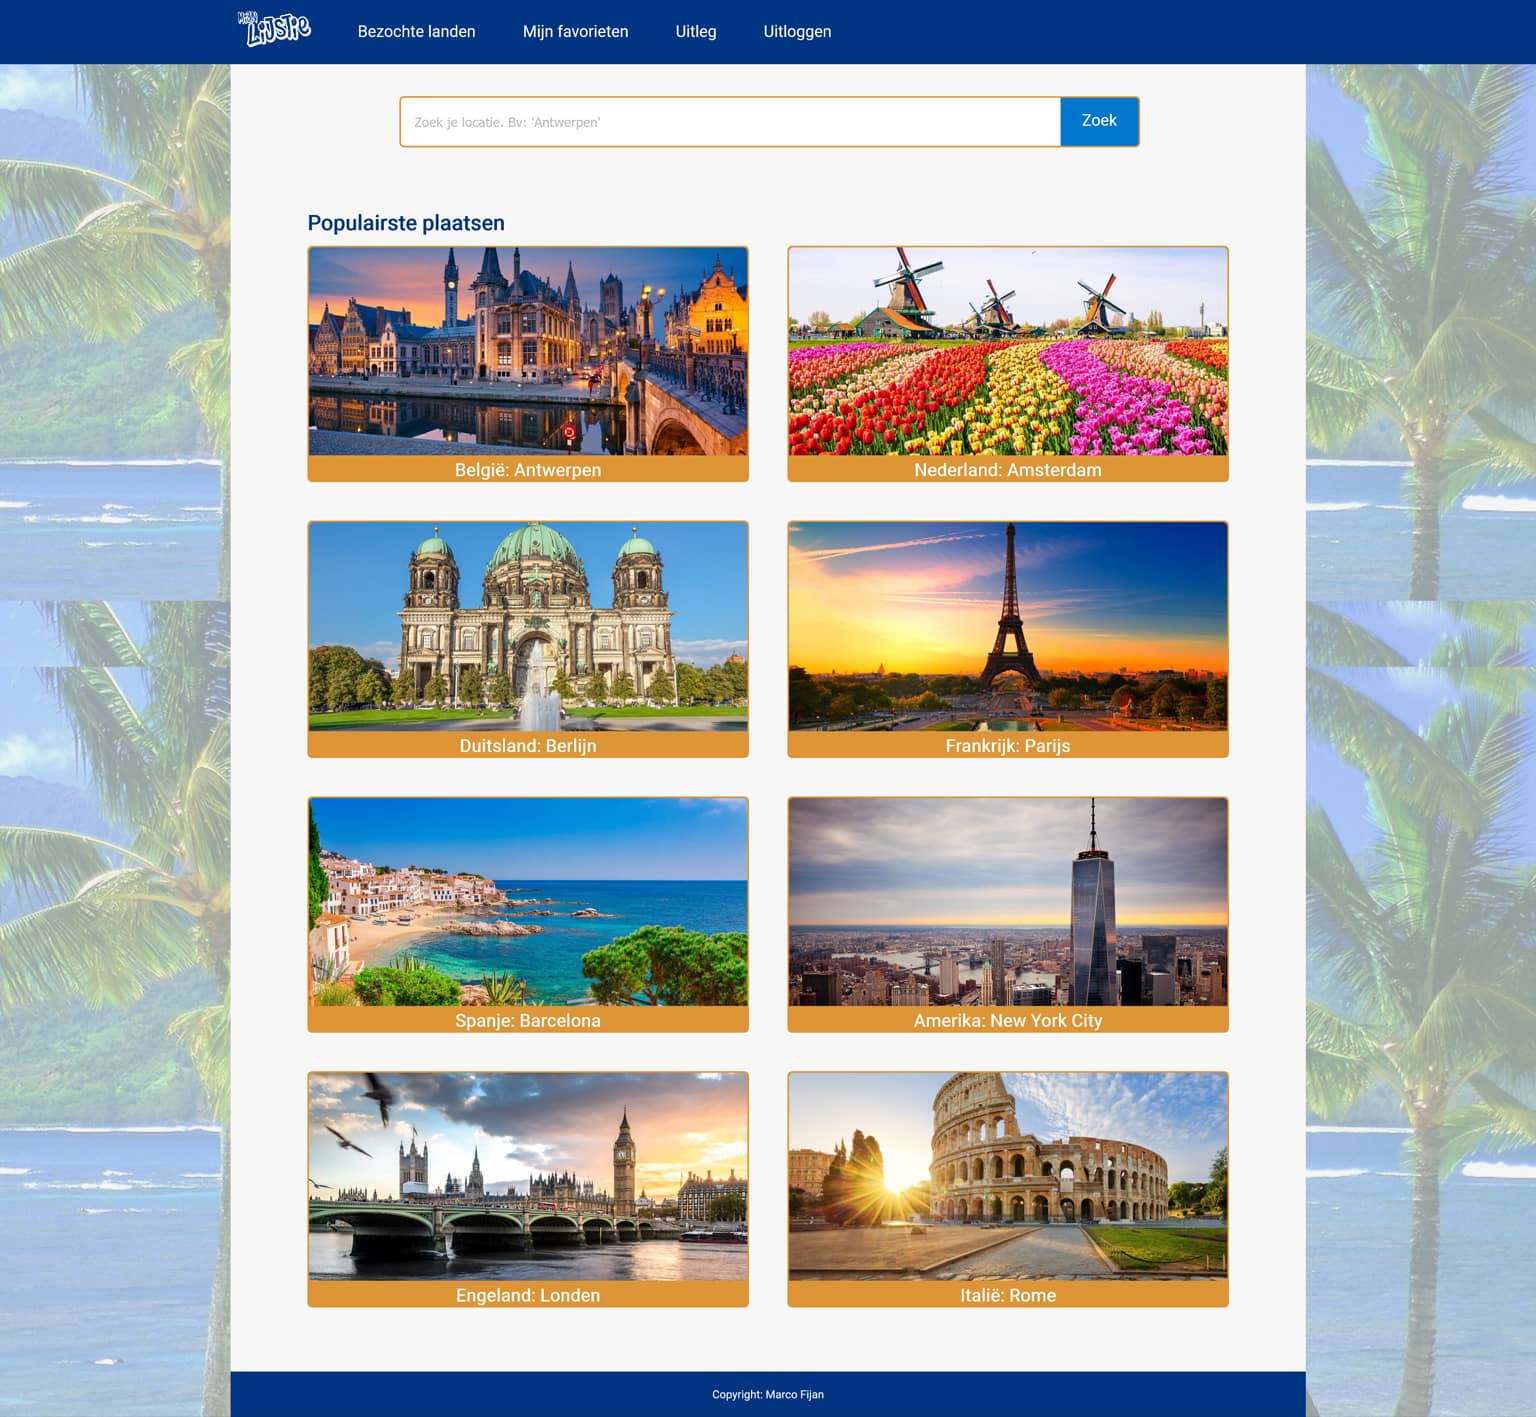 Mijn
Lijstje
Bezochte landen
Mijn favorieten
Uitleg
Uitloggen
Zoek je locatie. Bv: 'Antwerpen'
Zoek
Populairste plaatsen
België: Antwerpen
Nederland: Amsterdam
Duitsland: Berlijn
Frankrijk: Parijs
Spanje: Barcelona
Amerika: New York City
Engeland: Londen
Italië: Rome
Copyright: Marco Fijan